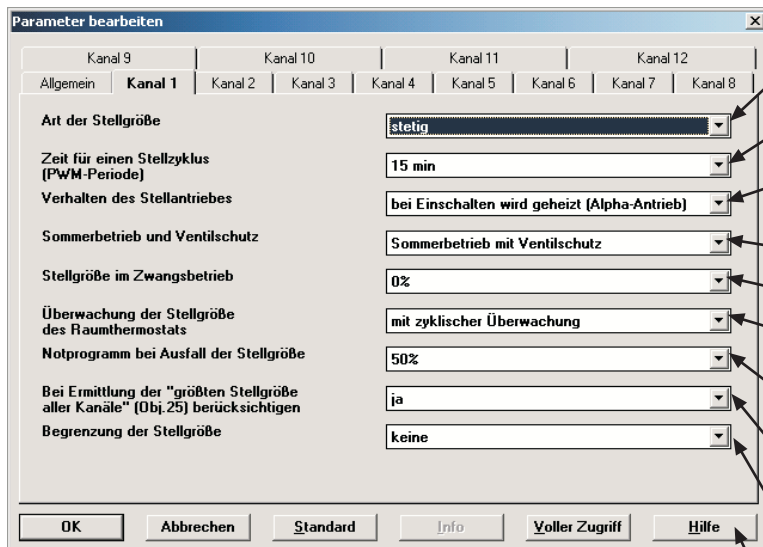 Parameter bearbeiten
Kanal 9 Kanal 10 Kanal 11 Kanal 12
Allgemein Kanal 1 Kanal 2 Kanal 3 Kanal 4 Kanal 5 Kanal 6 Kanal 7 Kanal 8
Art der Stellgröße stetig
Zeit für einen Stellzyklus
(PWM-Periode) 15 min
Verhalten des Stellantriebes bei Einschalten wird geheizt (Alpha-Antrieb)
Sommerbetrieb und Ventilschutz Sommerbetrieb mit Ventilschutz
Stellgröße im Zwangsbetrieb 0%
Überwachung der Stellgröße
des Raumthermostats mit zyklischer Überwachung
Notprogramm bei Ausfall der Stellgröße 50%
Bei Ermittlung der "größten Stellgröße
aller Kanäle" (Obj.25) berücksichtigen ja
Begrenzung der Stellgröße keine
OK Abbrechen Standard Info Voller Zugriff Hilfe